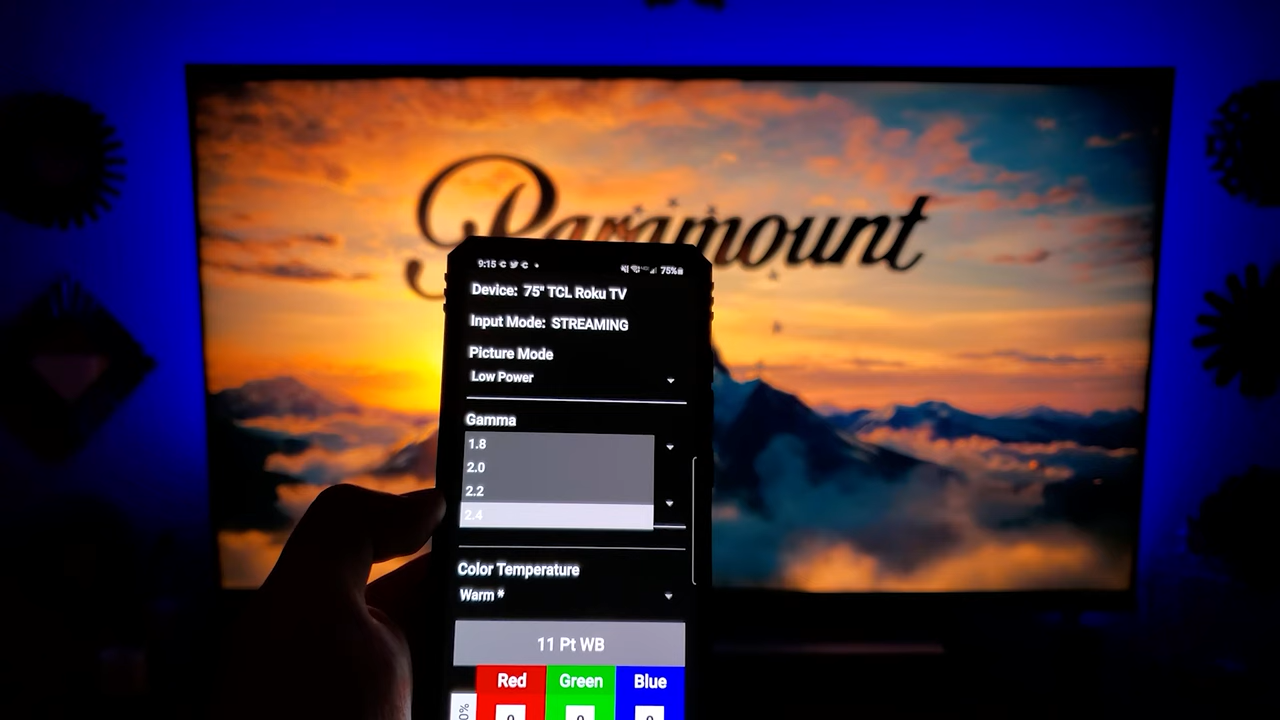 Paramount
9:15 75%
Device: 75" TCL Roku TV
Input Mode: STREAMING
Picture Mode
Low Power
Gamma
1.8
2.0
2.2
2.4
Color Temperature
Warm *
11 Pt WB
Red Green Blue
0 0 0